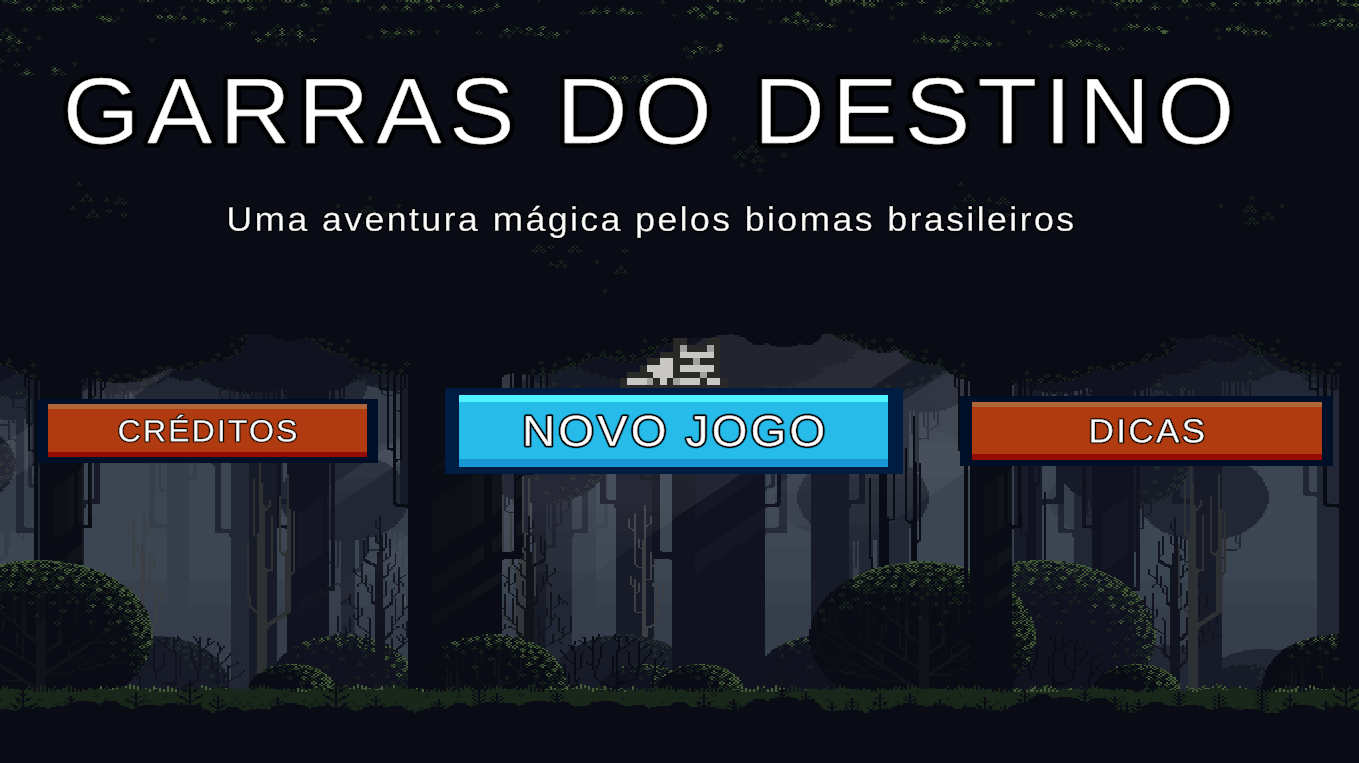 GARRAS DO DESTINO
Uma aventura mágica pelos biomas brasileiros
CRÉDITOS
NOVO JOGO
DICAS